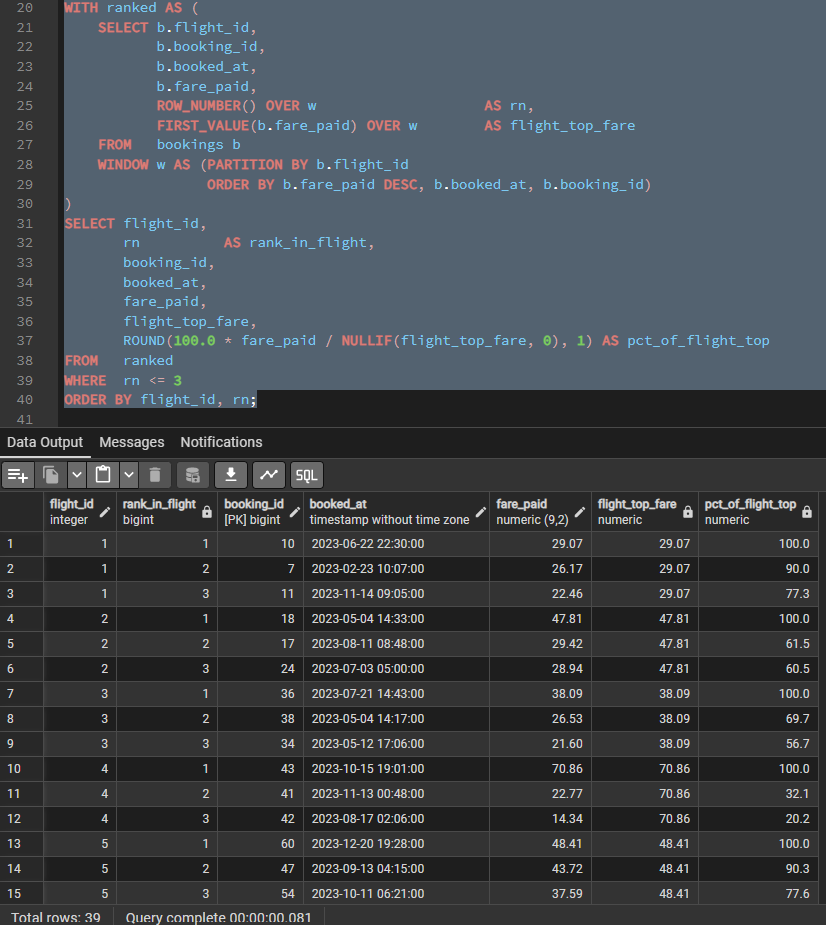 20 WITH ranked AS (
21 SELECT b.flight_id,
22 b.booking_id,
23 b.booked_at,
24 b.fare_paid,
25 ROW_NUMBER() OVER w AS rn,
26 FIRST_VALUE(b.fare_paid) OVER w AS flight_top_fare
27 FROM bookings b
28 WINDOW w AS (PARTITION BY b.flight_id
29 ORDER BY b.fare_paid DESC, b.booked_at, b.booking_id)
30 )
31 SELECT flight_id,
32 rn AS rank_in_flight,
33 booking_id,
34 booked_at,
35 fare_paid,
36 flight_top_fare,
37 ROUND(100.0 * fare_paid / NULLIF(flight_top_fare, 0), 1) AS pct_of_flight_top
38 FROM ranked
39 WHERE rn <= 3
40 ORDER BY flight_id, rn;
41
Data Output Messages Notifications
SQL
flight_id rank_in_flight booking_id booked_at fare_paid flight_top_fare pct_of_flight_top
integer bigint [PK] bigint timestamp without time zone numeric (9,2) numeric numeric
1 1 1 10 2023-06-22 22:30:00 29.07 29.07 100.0
2 1 2 7 2023-02-23 10:07:00 26.17 29.07 90.0
3 1 3 11 2023-11-14 09:05:00 22.46 29.07 77.3
4 2 1 18 2023-05-04 14:33:00 47.81 47.81 100.0
5 2 2 17 2023-08-11 08:48:00 29.42 47.81 61.5
6 2 3 24 2023-07-03 05:00:00 28.94 47.81 60.5
7 3 1 36 2023-07-21 14:43:00 38.09 38.09 100.0
8 3 2 38 2023-05-04 14:17:00 26.53 38.09 69.7
9 3 3 34 2023-05-12 17:06:00 21.60 38.09 56.7
10 4 1 43 2023-10-15 19:01:00 70.86 70.86 100.0
11 4 2 41 2023-11-13 00:48:00 22.77 70.86 32.1
12 4 3 42 2023-08-17 02:06:00 14.34 70.86 20.2
13 5 1 60 2023-12-20 19:28:00 48.41 48.41 100.0
14 5 2 47 2023-09-13 04:15:00 43.72 48.41 90.3
15 5 3 54 2023-10-11 06:21:00 37.59 48.41 77.6
Total rows: 39 Query complete 00:00:00.081